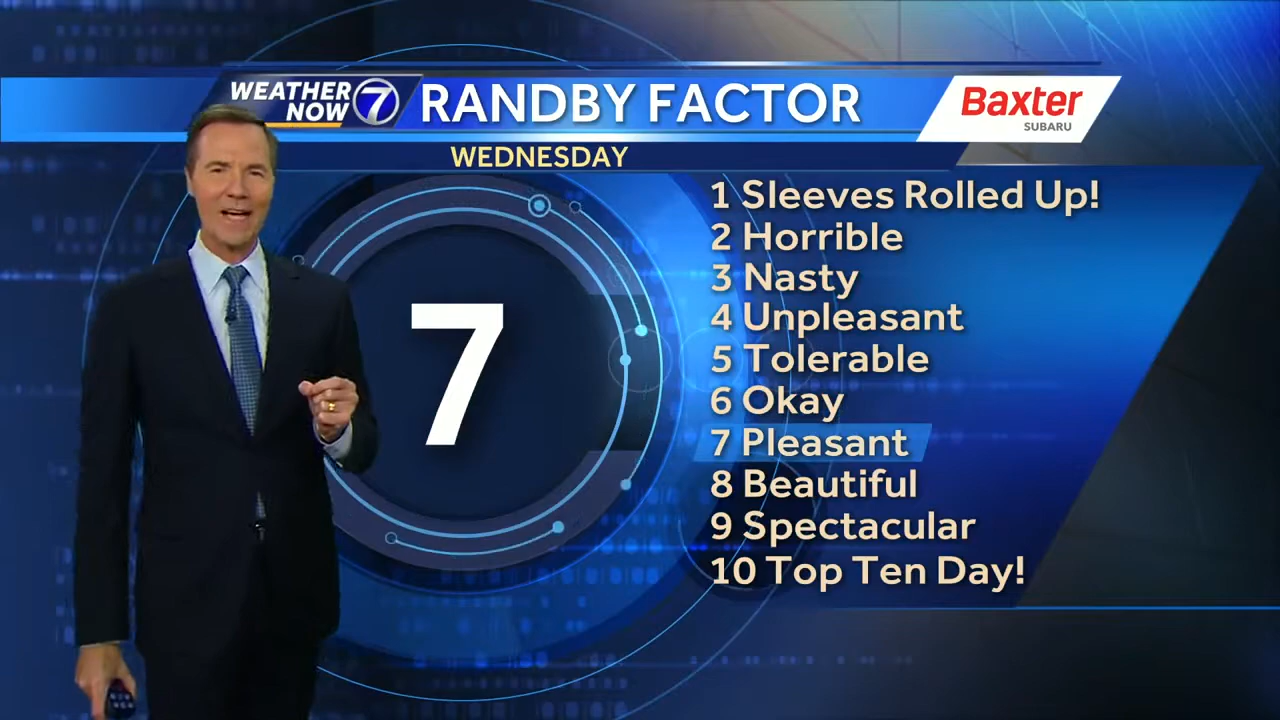 WEATHER
NOW 7
RANDBY FACTOR
Baxter
SUBARU
WEDNESDAY
7
1 Sleeves Rolled Up!
2 Horrible
3 Nasty
4 Unpleasant
5 Tolerable
6 Okay
7 Pleasant
8 Beautiful
9 Spectacular
10 Top Ten Day!